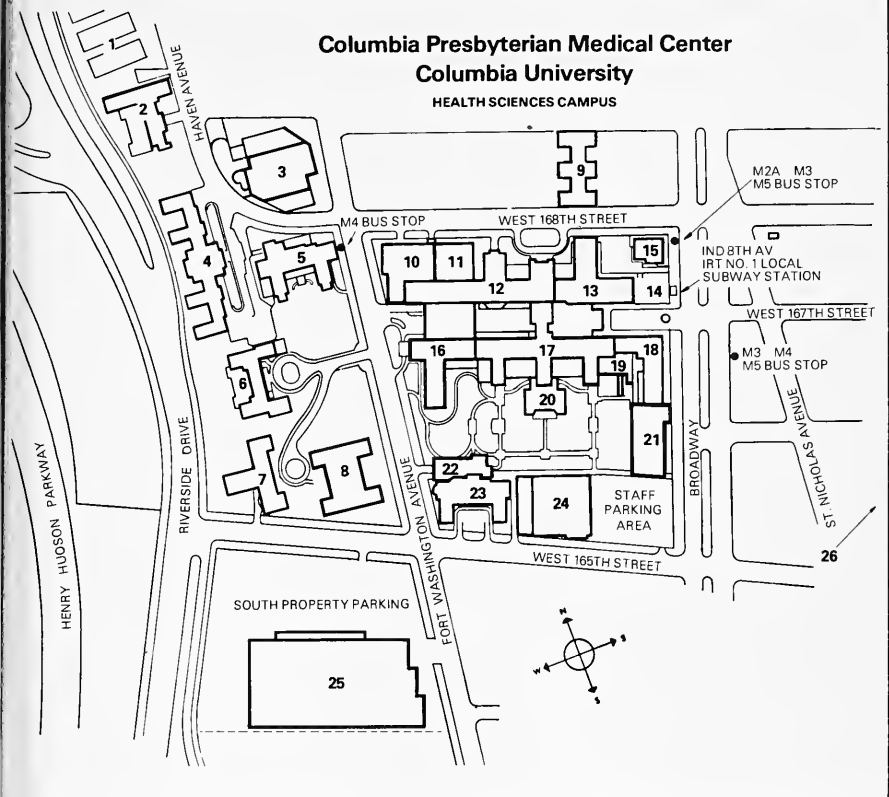 Columbia Presbyterian Medical Center
Columbia University
HEALTH SCIENCES CAMPUS
1
2
HAVEN AVENUE
3
9
M2A M3
M5 BUS STOP
M4 BUS STOP
WEST 168TH STREET
4
5
10
11
12
13
14
15
IND 8TH AV
IRT NO. 1 LOCAL
SUBWAY STATION
WEST 167TH STREET
16
17
18
19
M3 M4
M5 BUS STOP
6
20
21
7
8
22
23
24
STAFF
PARKING
AREA
BROADWAY
ST. NICHOLAS AVENUE
26
HENRY HUOSON PARKWAY
RIVERSIDE DRIVE
FORT WASHINGTON AVENUE
WEST 165TH STREET
SOUTH PROPERTY PARKING
25
N
W
S